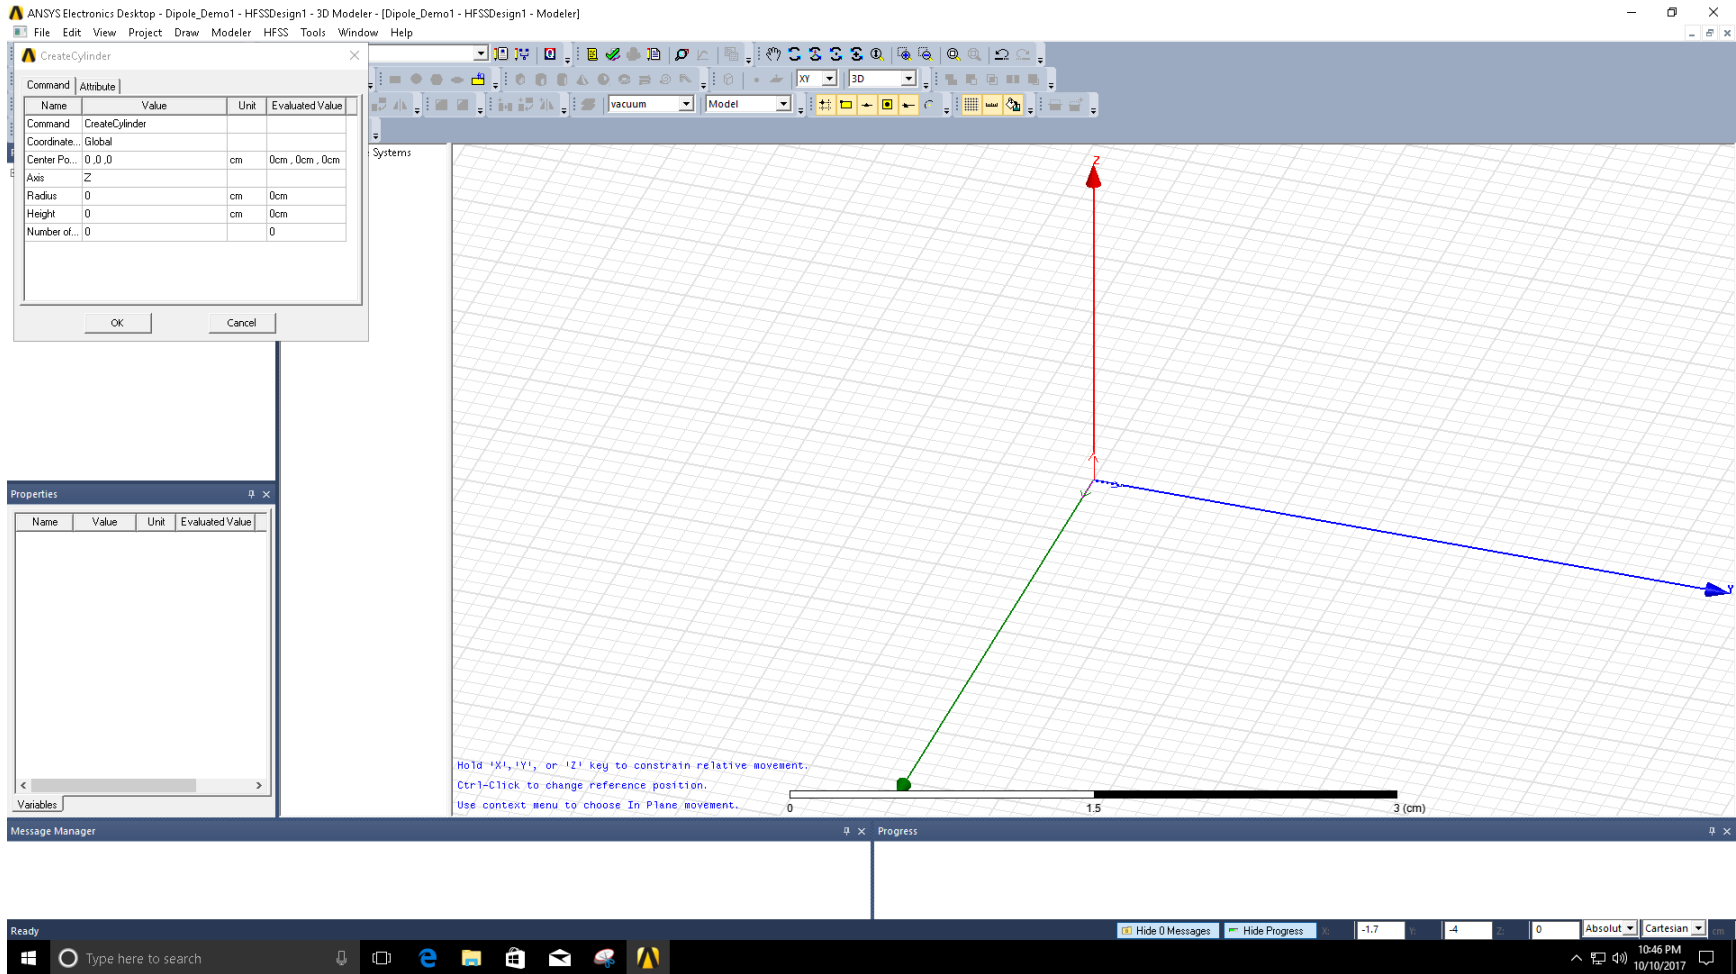 ANSYS Electronics Desktop - Dipole_Demo1 - HFSSDesign1 - 3D Modeler - [Dipole_Demo1 - HFSSDesign1 - Modeler]
File Edit View Project Draw Modeler HFSS Tools Window Help
CreateCylinder
Command Attribute
Name Value Unit Evaluated Value
Command CreateCylinder
Coordinate... Global
Center Po... 0 ,0 ,0 cm 0cm , 0cm , 0cm
Axis Z
Radius 0 cm 0cm
Height 0 cm 0cm
Number of... 0 0
OK Cancel
XY 3D
vacuum Model
Systems
Z
Y
Properties
Name Value Unit Evaluated Value
Variables
Hold 'X','Y', or 'Z' key to constrain relative movement.
Ctrl-Click to change reference position.
Use context menu to choose In Plane movement.
0 1.5 3 (cm)
Message Manager
Progress
Ready
Hide 0 Messages Hide Progress X: -1.7 Y: -4 Z: 0 Absolut Cartesian cm
Type here to search
10:46 PM
10/10/2017